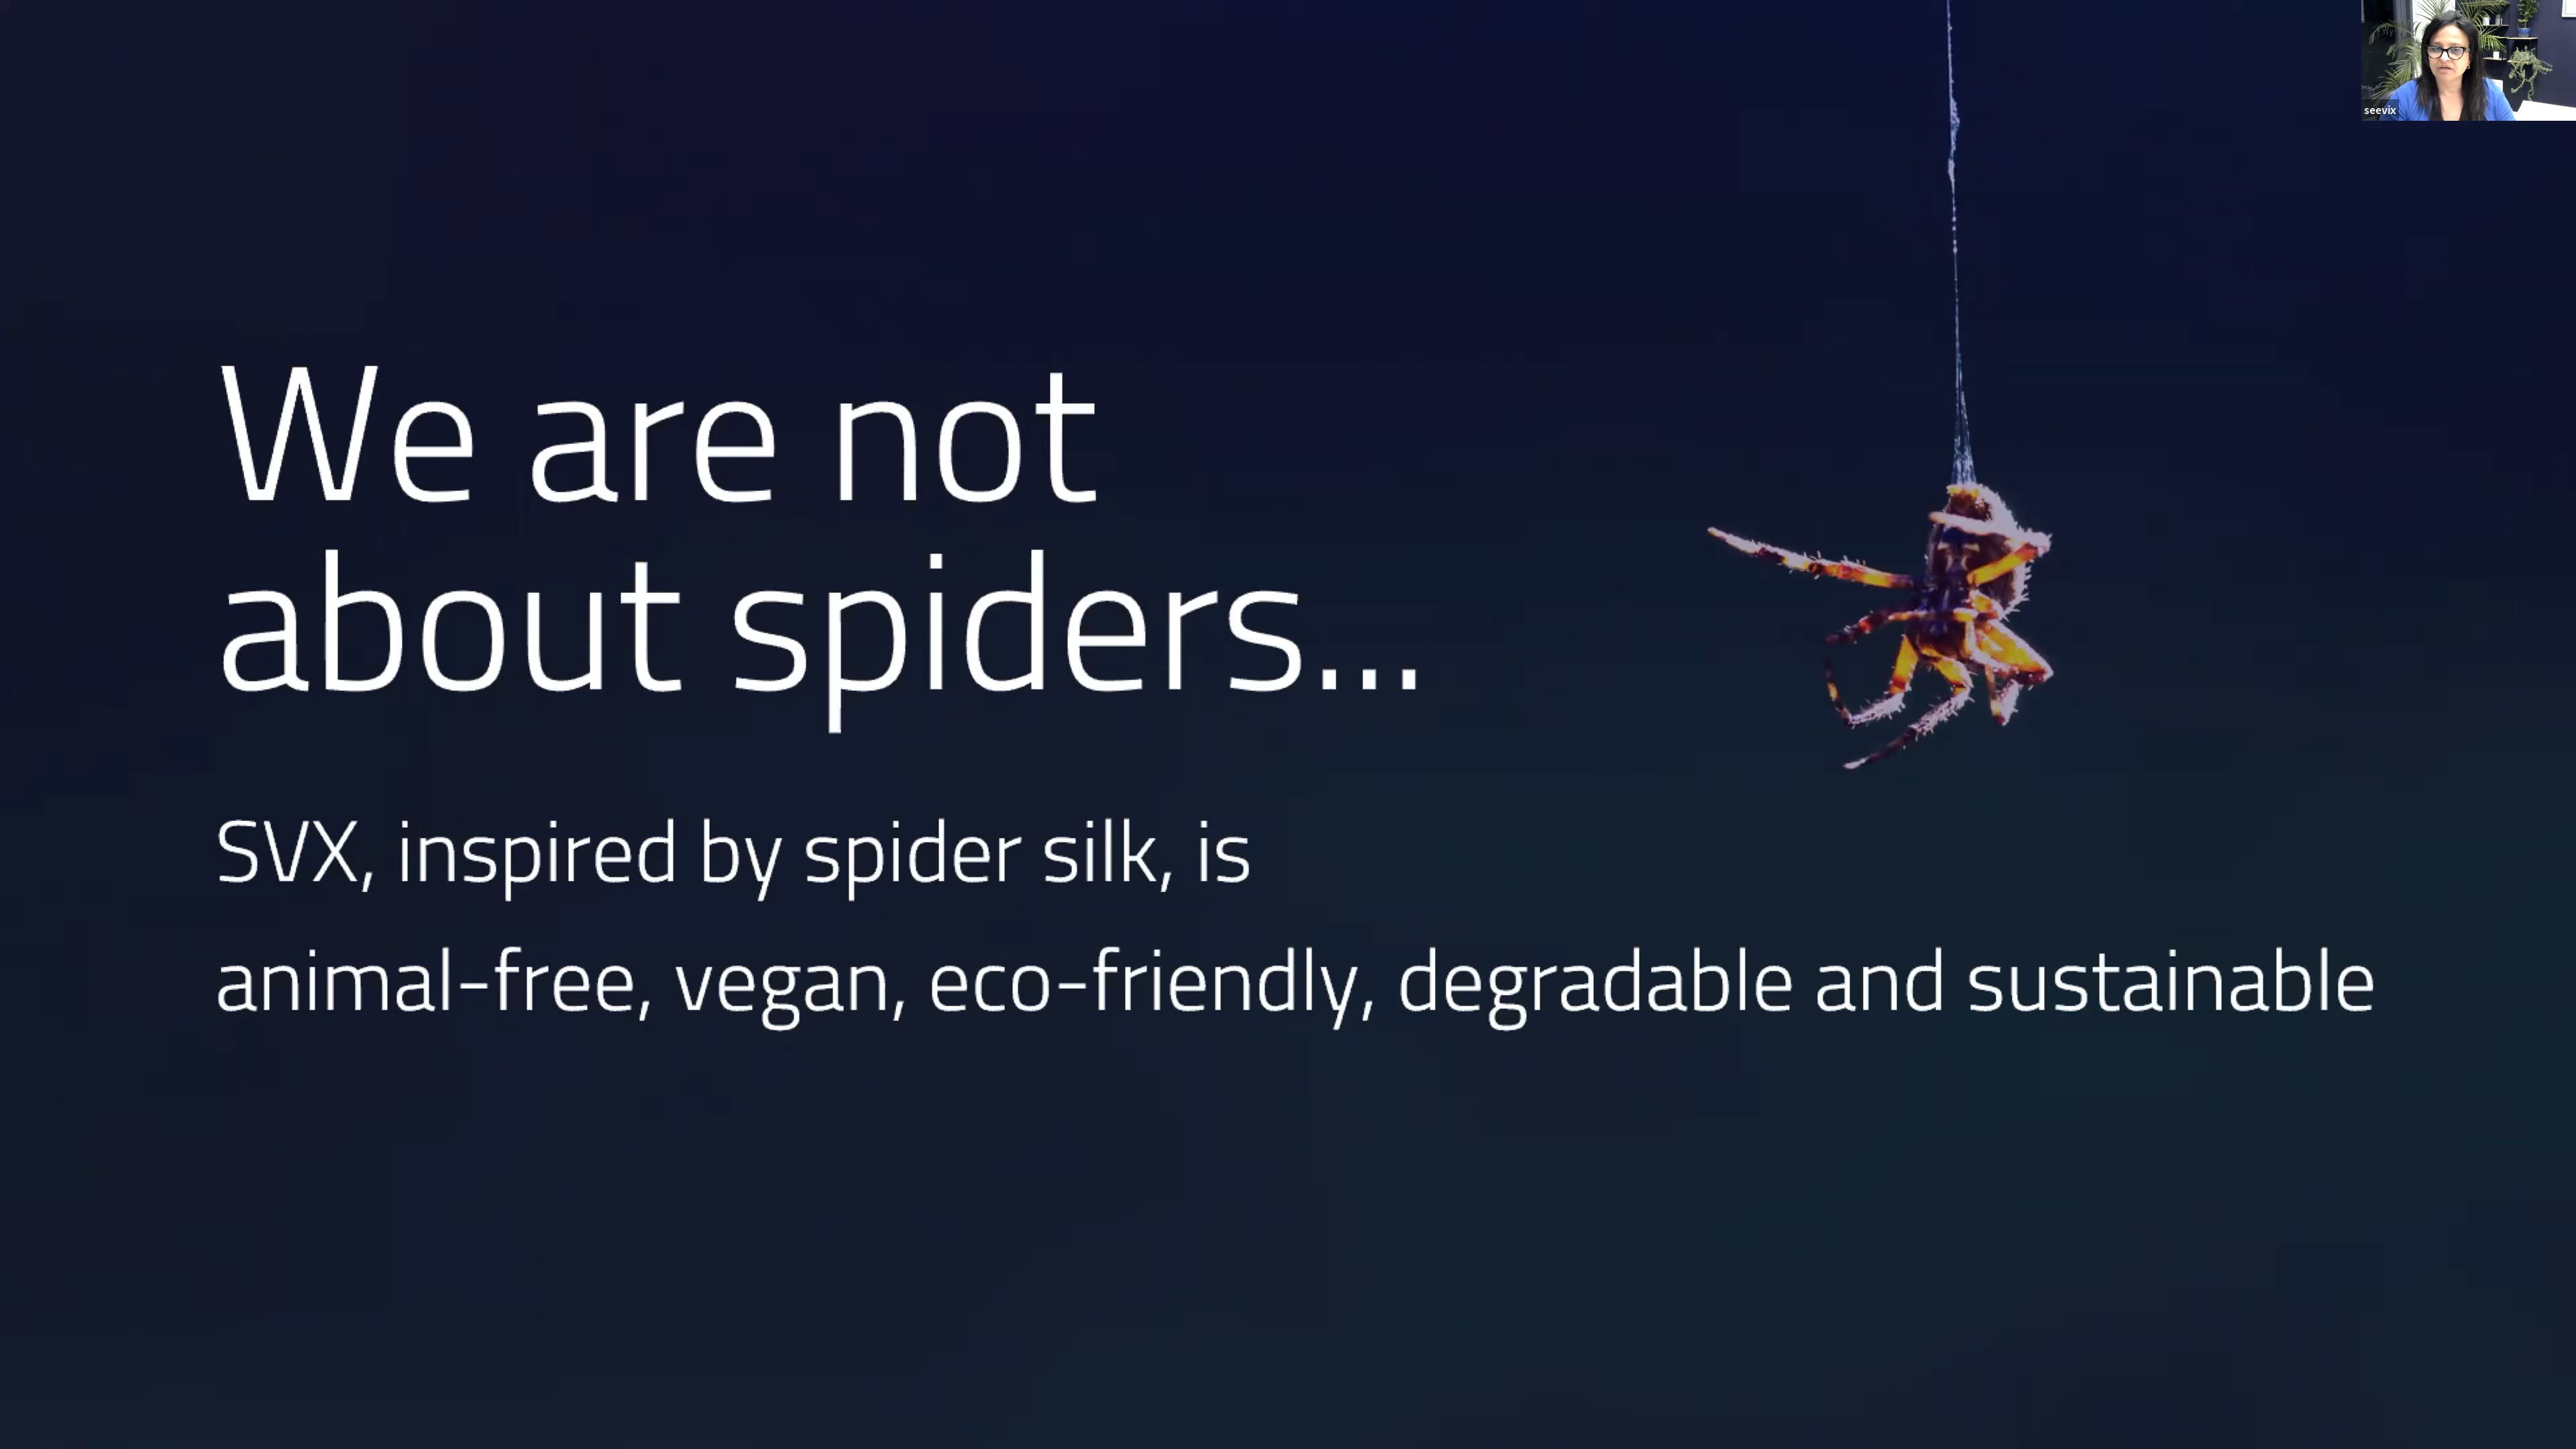 seevix
We are not
about spiders...
SVX, inspired by spider silk, is
animal-free, vegan, eco-friendly, degradable and sustainable